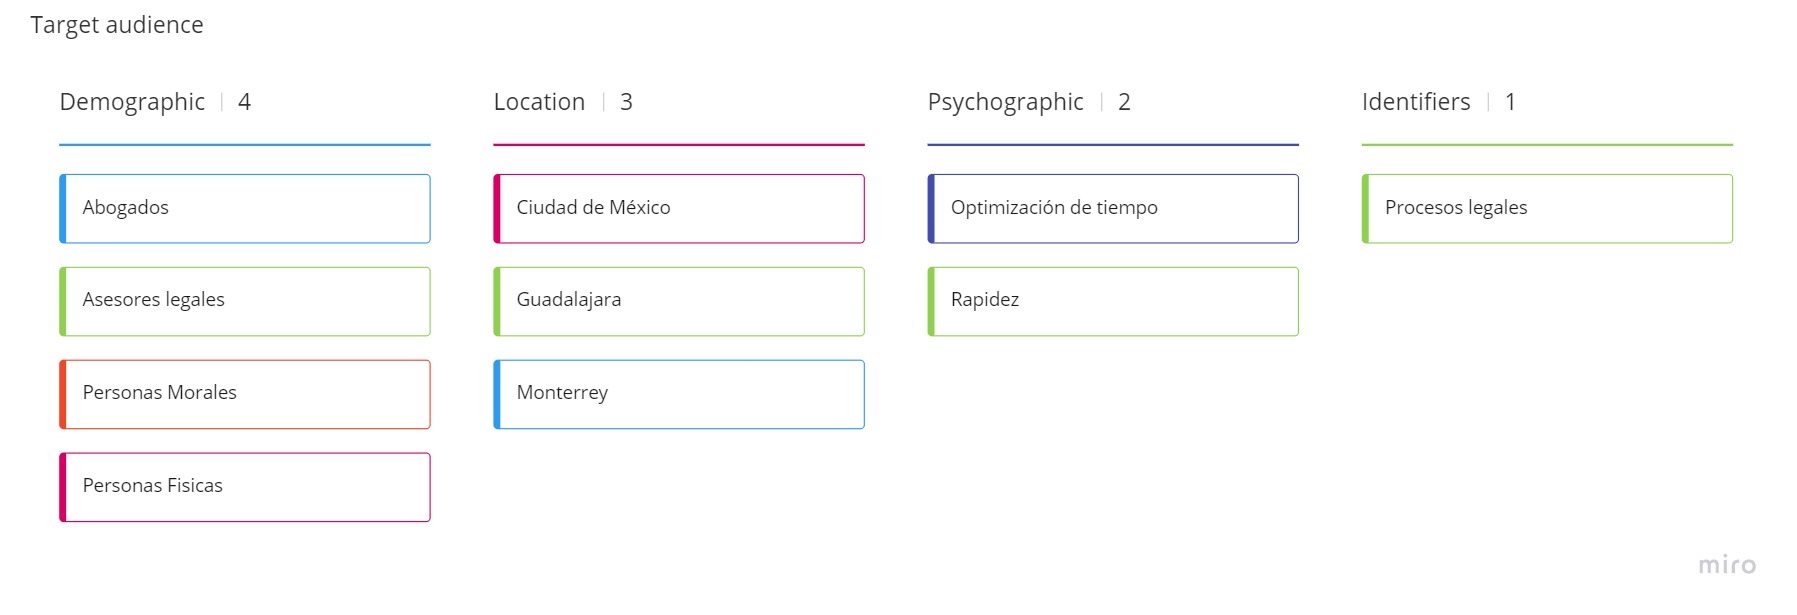 Target audience
Demographic | 4
Location | 3
Psychographic | 2
Identifiers | 1
Abogados
Ciudad de México
Optimización de tiempo
Procesos legales
Asesores legales
Guadalajara
Rapidez
Personas Morales
Monterrey
Personas Fisicas
miro